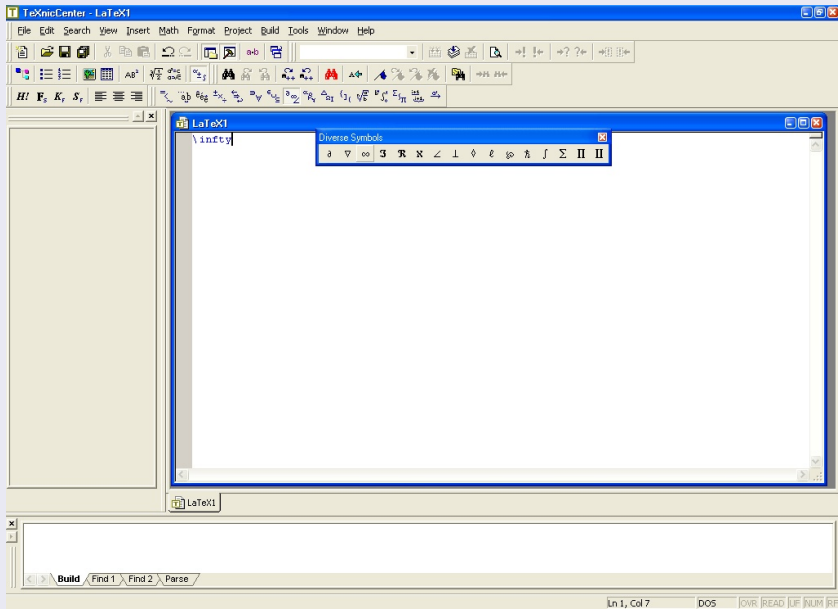 TeXnicCenter - LaTeX1
File Edit Search View Insert Math Format Project Build Tools Window Help
H! F, K, S,
LaTeX1
\infty
Diverse Symbols
∂ ∇ ∞ ℑ ℜ ℵ ∠ ⊥ ◊ ℓ ℘ ℏ ∫ Σ Π ∐
LaTeX1
Build Find 1 Find 2 Parse
Ln 1, Col 7 DOS OVR READ UF NUM RF